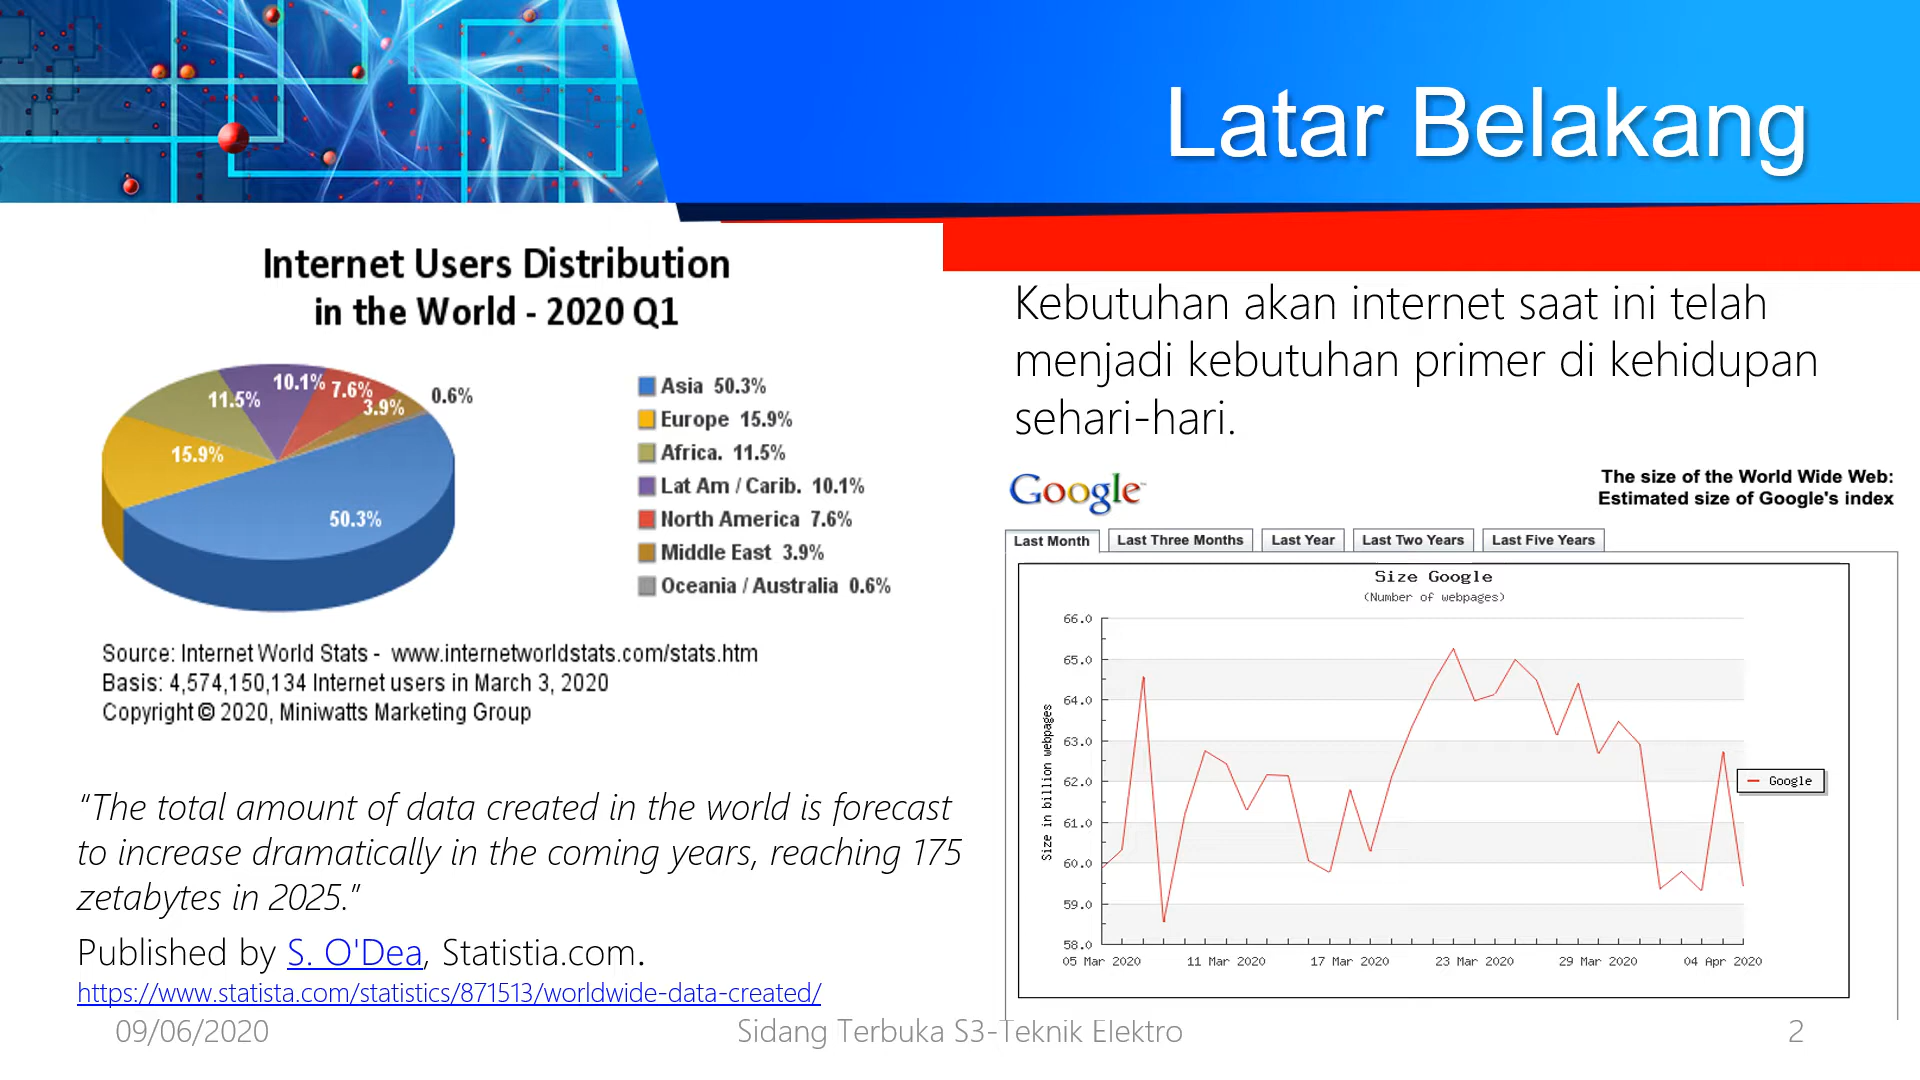 Latar Belakang
Internet Users Distribution
in the World - 2020 Q1
10.1%
7.6%
11.5%
3.9%
0.6%
15.9%
50.3%
Asia 50.3%
Europe 15.9%
Africa. 11.5%
Lat Am / Carib. 10.1%
North America 7.6%
Middle East 3.9%
Oceania / Australia 0.6%
Source: Internet World Stats - www.internetworldstats.com/stats.htm
Basis: 4,574,150,134 Internet users in March 3, 2020
Copyright © 2020, Miniwatts Marketing Group
“The total amount of data created in the world is forecast
to increase dramatically in the coming years, reaching 175
zetabytes in 2025.”
Published by S. O'Dea, Statistia.com.
https://www.statista.com/statistics/871513/worldwide-data-created/
Kebutuhan akan internet saat ini telah
menjadi kebutuhan primer di kehidupan
sehari-hari.
Google
The size of the World Wide Web:
Estimated size of Google's index
Last Month Last Three Months Last Year Last Two Years Last Five Years
Size Google
(Number of webpages)
Size in billion webpages
66.0
65.0
64.0
63.0
62.0
61.0
60.0
59.0
58.0
05 Mar 2020 11 Mar 2020 17 Mar 2020 23 Mar 2020 29 Mar 2020 04 Apr 2020
Google
09/06/2020 Sidang Terbuka S3-Teknik Elektro 2